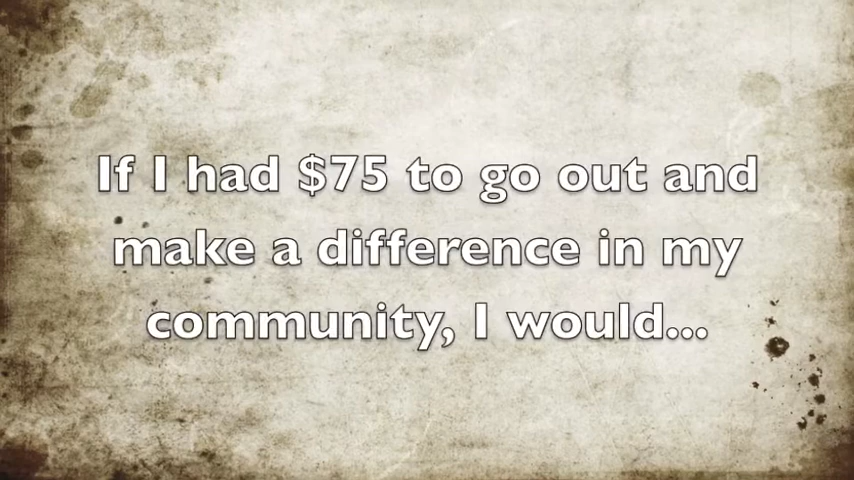 If I had $75 to go out and
make a difference in my
community, I would...